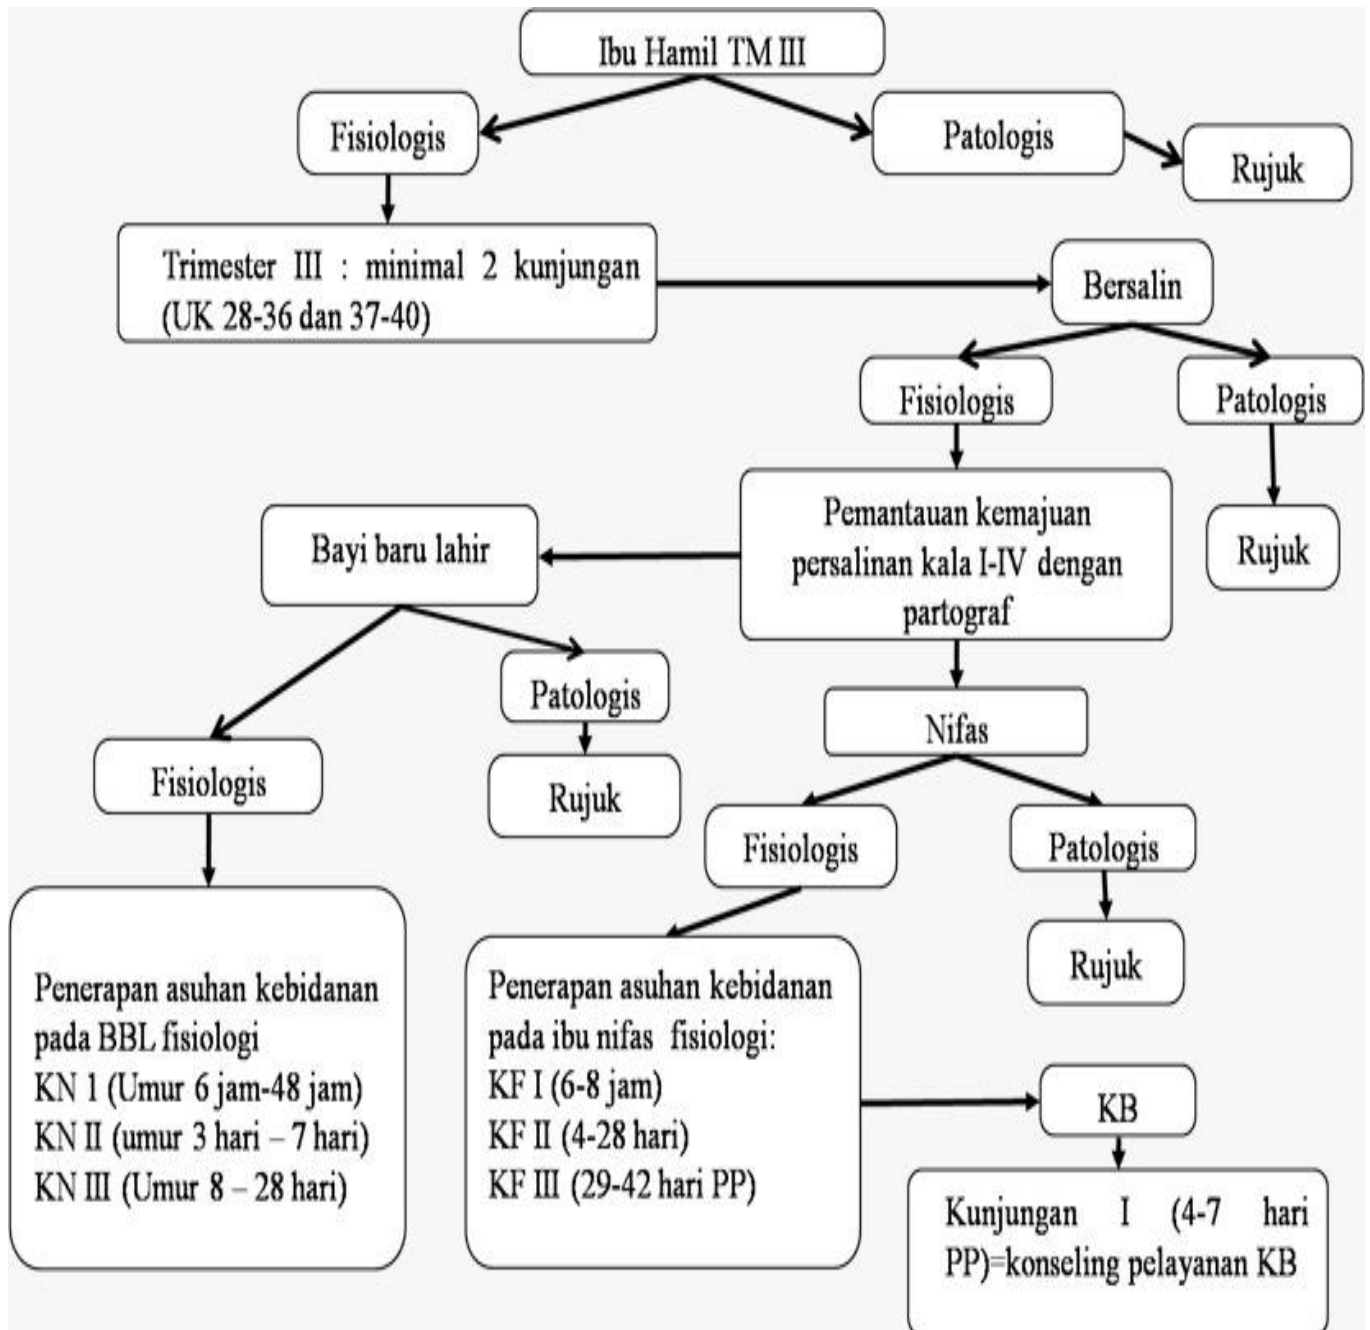 Ibu Hamil TM III
Fisiologis
Patologis
Rujuk
Trimester III : minimal 2 kunjungan
(UK 28-36 dan 37-40)
Bersalin
Fisiologis
Patologis
Pemantauan kemajuan
persalinan kala I-IV dengan
partograf
Rujuk
Bayi baru lahir
Patologis
Rujuk
Fisiologis
Nifas
Fisiologis
Patologis
Rujuk
Penerapan asuhan kebidanan
pada BBL fisiologi
KN 1 (Umur 6 jam-48 jam)
KN II (umur 3 hari – 7 hari)
KN III (Umur 8 – 28 hari)
Penerapan asuhan kebidanan
pada ibu nifas fisiologi:
KF I (6-8 jam)
KF II (4-28 hari)
KF III (29-42 hari PP)
KB
Kunjungan I (4-7 hari
PP)=konseling pelayanan KB